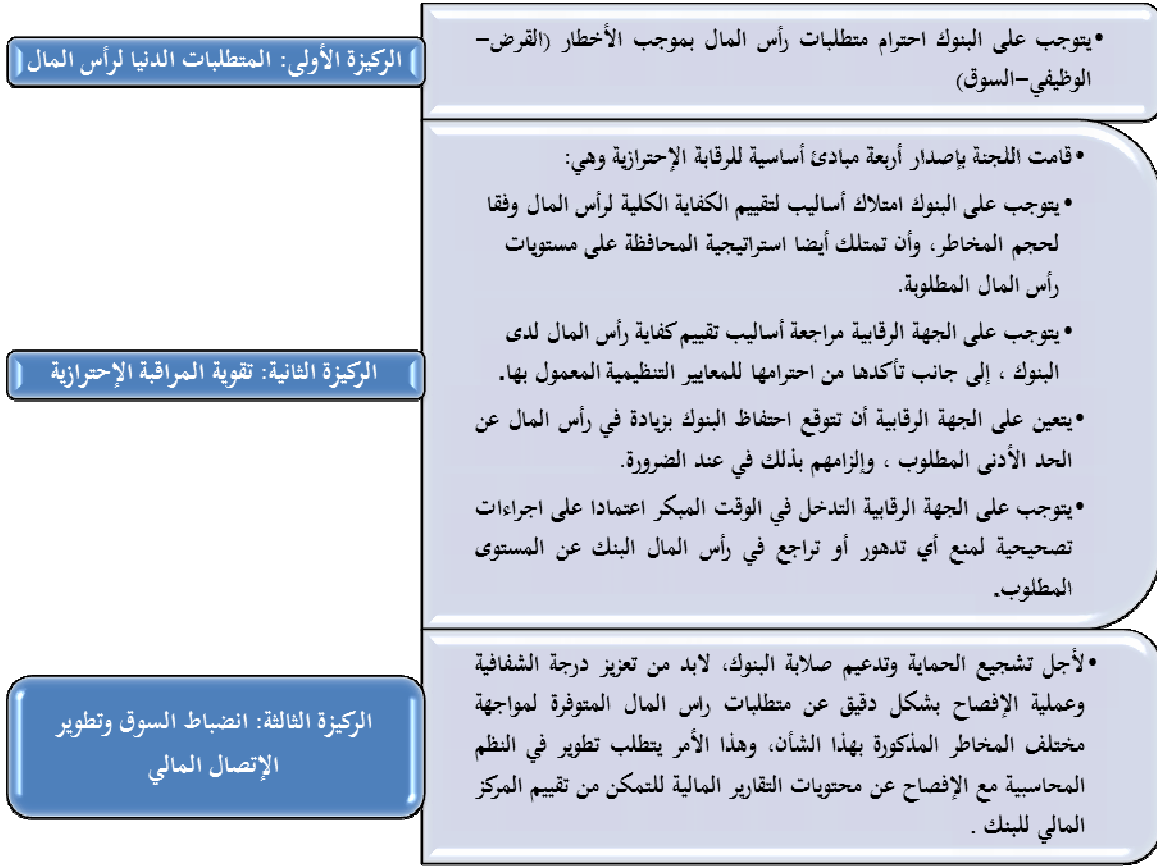 الركيزة الأولى: المتطلبات الدنيا لرأس المال
•يتوجب على البنوك احترام متطلبات رأس المال بموجب الأخطار (القرض–
الوظيفي–السوق)
الركيزة الثانية: تقوية المراقبة الإحترازية
•قامت اللجنة بإصدار أربعة مبادئ أساسية للرقابة الإحترازية وهي:
•يتوجب على البنوك امتلاك أساليب لتقييم الكفاية الكلية لرأس المال وفقا
لحجم المخاطر، وأن تمتلك أيضا استراتيجية المحافظة على مستويات
رأس المال المطلوبة.
•يتوجب على الجهة الرقابية مراجعة أساليب تقييم كفاية رأس المال لدى
البنوك ، إلى جانب تأكدها من احترامها للمعايير التنظيمية المعمول بها.
•يتعين على الجهة الرقابية أن تتوقع احتفاظ البنوك بزيادة في رأس المال عن
الحد الأدنى المطلوب ، وإلزامهم بذلك في عند الضرورة.
•يتوجب على الجهة الرقابية التدخل في الوقت المبكر اعتمادا على اجراءات
تصحيحية لمنع أي تدهور أو تراجع في رأس المال البنك عن المستوى
المطلوب.
الركيزة الثالثة: انضباط السوق وتطوير
الإتصال المالي
•لأجل تشجيع الحماية وتدعيم صلابة البنوك، لابد من تعزيز درجة الشفافية
وعملية الإفصاح بشكل دقيق عن متطلبات راس المال المتوفرة لمواجهة
مختلف المخاطر المذكورة بهذا الشأن، وهذا الأمر يتطلب تطوير في النظم
المحاسبية مع الإفصاح عن محتويات التقارير المالية للتمكن من تقييم المركز
المالي للبنك .